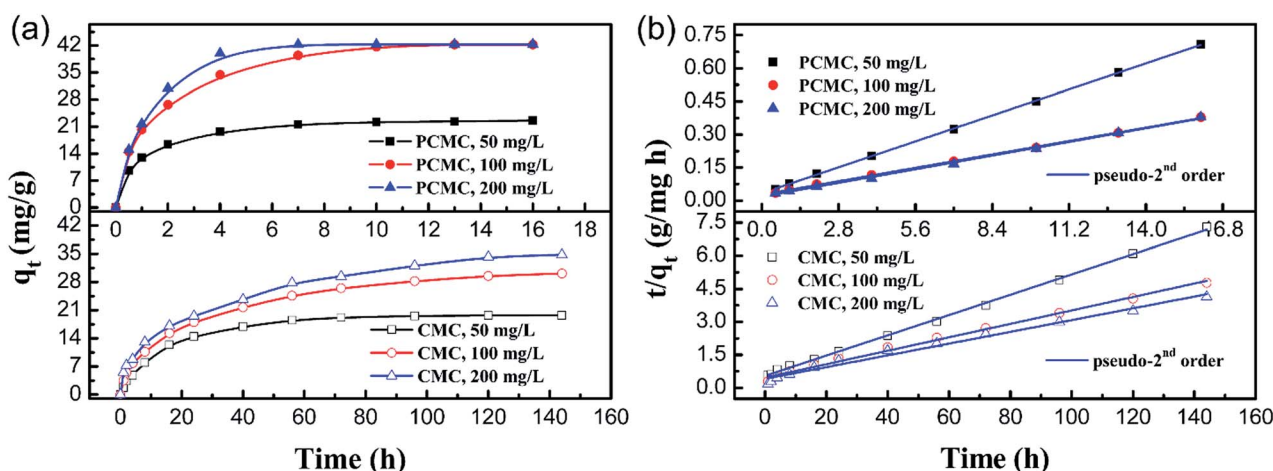 (a)
42
35
28
21
14
7
0
PCMC, 50 mg/L
PCMC, 100 mg/L
PCMC, 200 mg/L
0 2 4 6 8 10 12 14 16 18
35
28
21
14
7
0
CMC, 50 mg/L
CMC, 100 mg/L
CMC, 200 mg/L
0 20 40 60 80 100 120 140 160
qt (mg/g)
Time (h)
(b)
0.75
0.60
0.45
0.30
0.15
0.00
PCMC, 50 mg/L
PCMC, 100 mg/L
PCMC, 200 mg/L
pseudo-2nd order
0.0 2.8 5.6 8.4 11.2 14.0 16.8
7.5
6.0
4.5
3.0
1.5
0.0
CMC, 50 mg/L
CMC, 100 mg/L
CMC, 200 mg/L
pseudo-2nd order
0 20 40 60 80 100 120 140 160
t/qt (g/mg h)
Time (h)